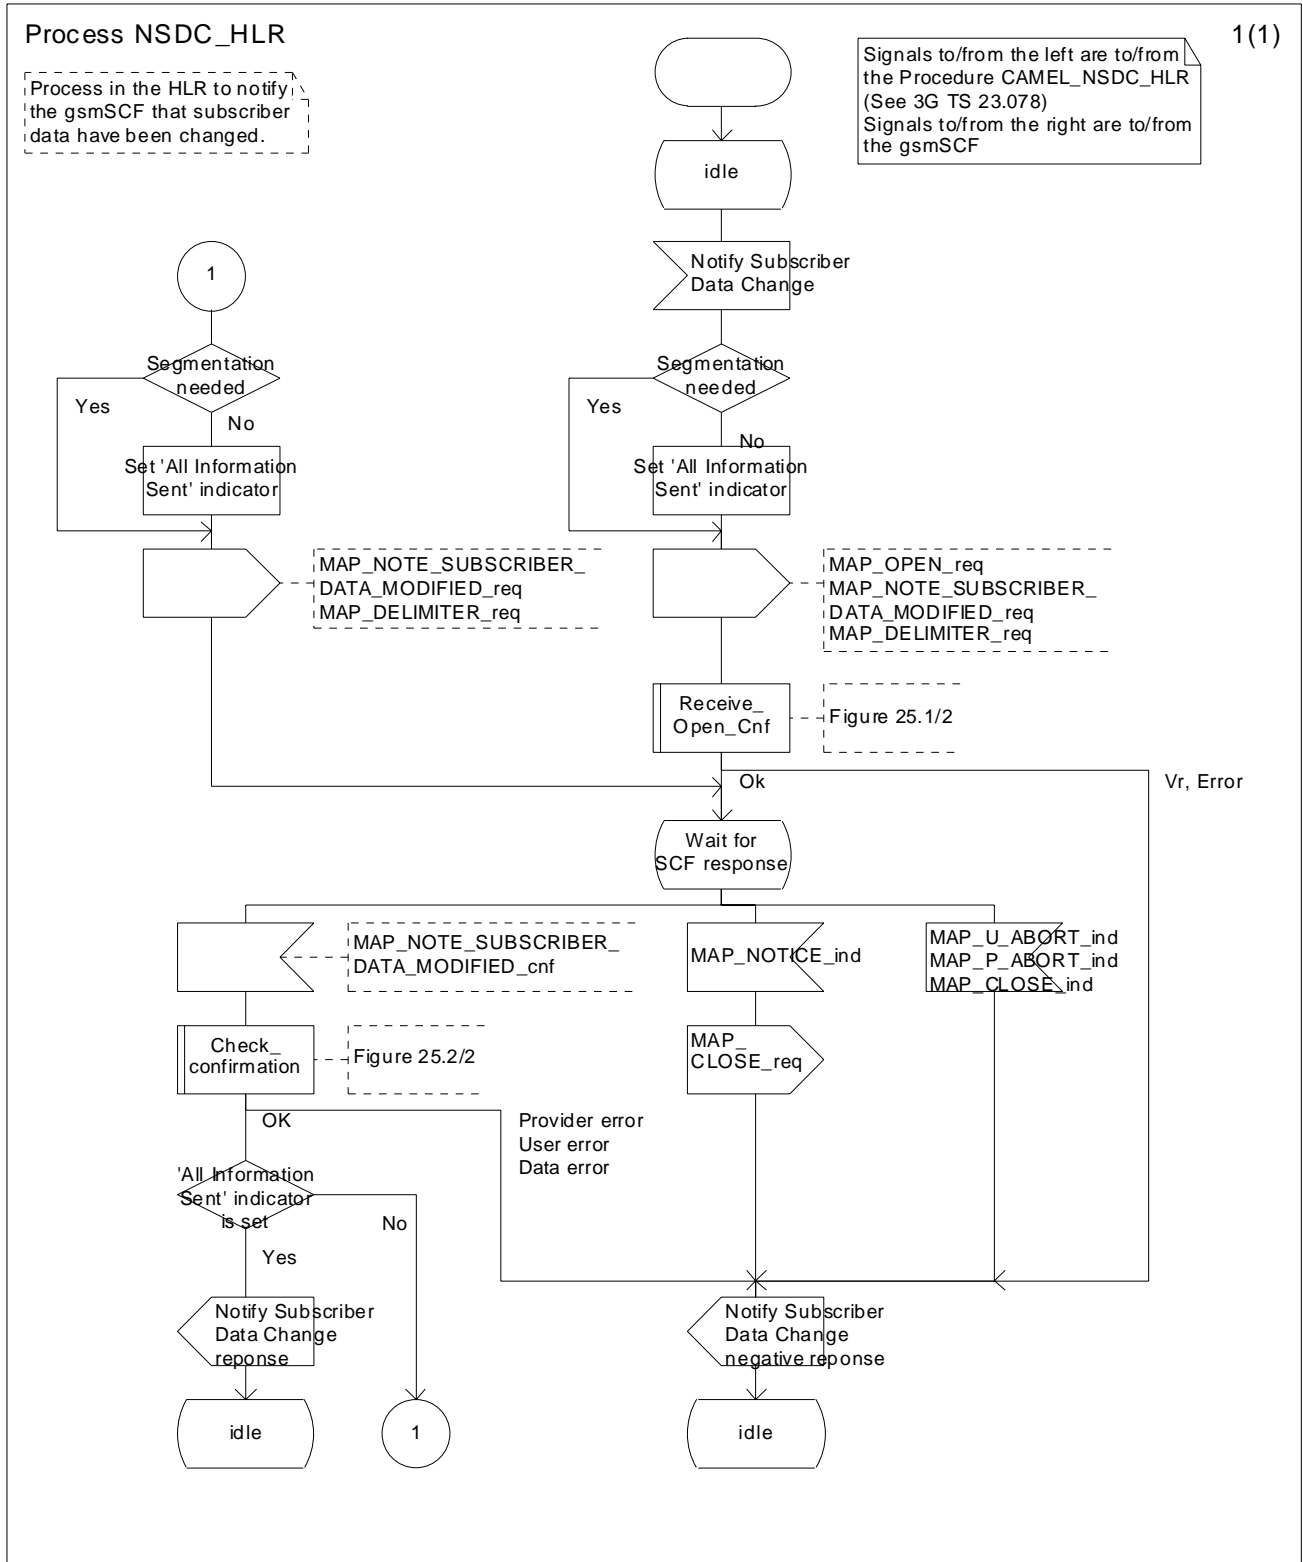 Process NSDC_HLR
1(1)
Process in the HLR to notify
the gsmSCF that subscriber
data have been changed.
Signals to/from the left are to/from
the Procedure CAMEL_NSDC_HLR
(See 3G TS 23.078)
Signals to/from the right are to/from
the gsmSCF
idle
Notify Subscriber
Data Change
1
Segmentation
needed
Yes
No
Set 'All Information
Sent' indicator
Segmentation
needed
Yes
No
Set 'All Information
Sent' indicator
MAP_NOTE_SUBSCRIBER_
DATA_MODIFIED_req
MAP_DELIMITER_req
MAP_OPEN_req
MAP_NOTE_SUBSCRIBER_
DATA_MODIFIED_req
MAP_DELIMITER_req
Receive_
Open_Cnf
Figure 25.1/2
Ok
Vr, Error
Wait for
SCF response
MAP_NOTE_SUBSCRIBER_
DATA_MODIFIED_cnf
MAP_NOTICE_ind
MAP_U_ABORT_ind
MAP_P_ABORT_ind
MAP_CLOSE_ind
Check_
confirmation
Figure 25.2/2
MAP_
CLOSE_req
OK
Provider error
User error
Data error
'All Information
Sent' indicator
is set
No
Yes
Notify Subscriber
Data Change
reponse
Notify Subscriber
Data Change
negative reponse
idle
1
idle